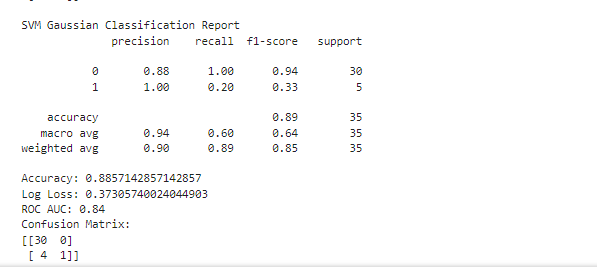 SVM Gaussian Classification Report
precision recall f1-score support
0 0.88 1.00 0.94 30
1 1.00 0.20 0.33 5
accuracy 0.89 35
macro avg 0.94 0.60 0.64 35
weighted avg 0.90 0.89 0.85 35
Accuracy: 0.8857142857142857
Log Loss: 0.37305740024044903
ROC AUC: 0.84
Confusion Matrix:
[[30 0]
[ 4 1]]